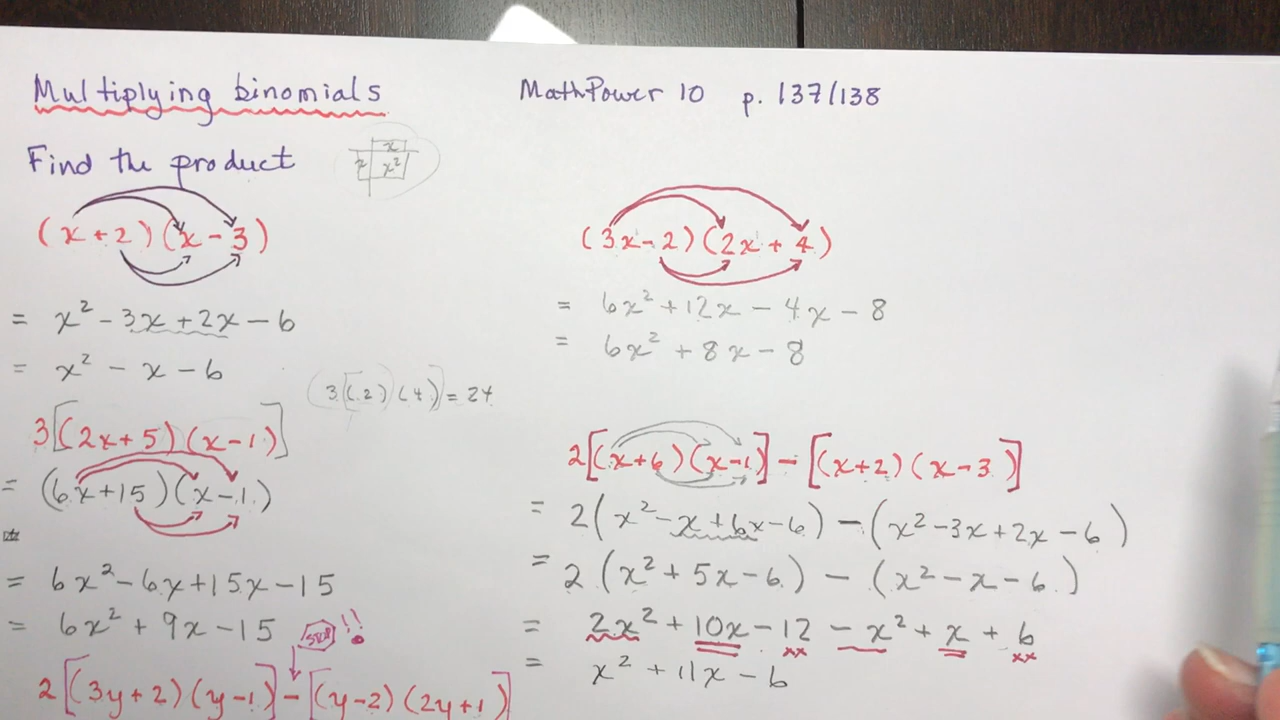 Multiplying binomials
MathPower 10 p. 137/138
Find the product
x
x x²
(x+2)(x-3)
= x² - 3x + 2x - 6
= x² - x - 6
3[(2)(4)] = 24
3[(2x+5)(x-1)]
= (6x+15)(x-1)
= 6x² - 6x + 15x - 15
= 6x² + 9x - 15
STOP !!
2[(3y+2)(y-1)] - [(y-2)(2y+1)]
(3x-2)(2x+4)
= 6x² + 12x - 4x - 8
= 6x² + 8x - 8
2[(x+6)(x-1)] - [(x+2)(x-3)]
= 2(x² - x + 6x - 6) - (x² - 3x + 2x - 6)
= 2(x² + 5x - 6) - (x² - x - 6)
= 2x² + 10x - 12 - x² + x + 6
= x² + 11x - 6